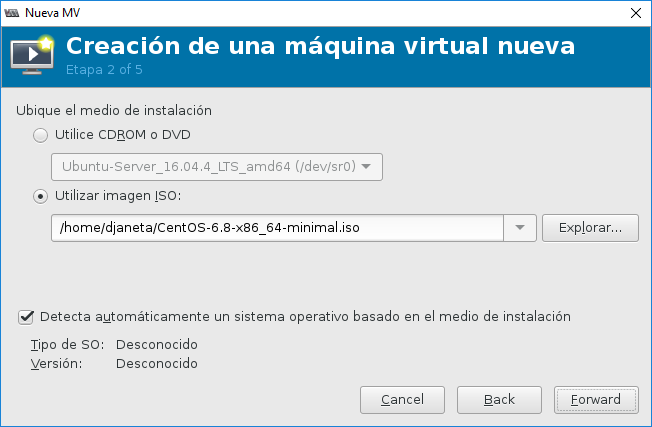 Nueva MV
Creación de una máquina virtual nueva
Etapa 2 of 5
Ubique el medio de instalación
Utilice CDROM o DVD
Ubuntu-Server_16.04.4_LTS_amd64 (/dev/sr0)
Utilizar imagen ISO:
/home/djaneta/CentOS-6.8-x86_64-minimal.iso
Explorar...
Detecta automáticamente un sistema operativo basado en el medio de instalación
Tipo de SO: Desconocido
Versión: Desconocido
Cancel Back Forward